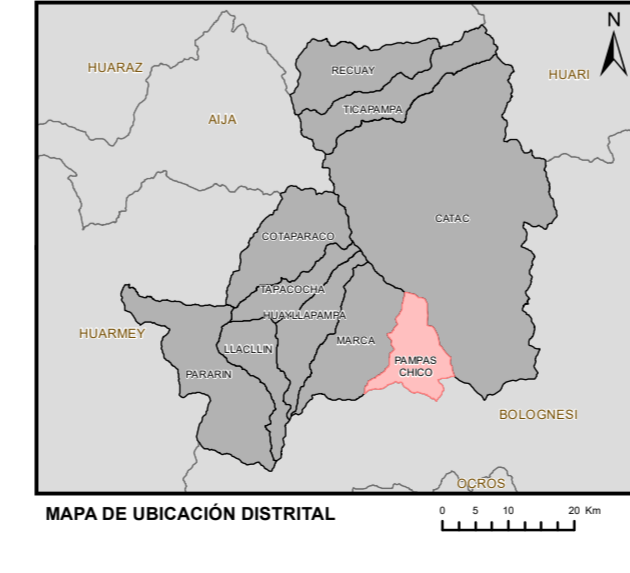 N
HUARAZ
RECUAY
HUARI
TICAPAMPA
AIJA
CATAC
COTAPARACO
TAPACOCHA
HUAYLLAPAMPA
HUARMEY
MARCA
LLACLLIN
PAMPAS
CHICO
PARARIN
BOLOGNESI
OCROS
MAPA DE UBICACIÓN DISTRITAL
0 5 10 20 Km